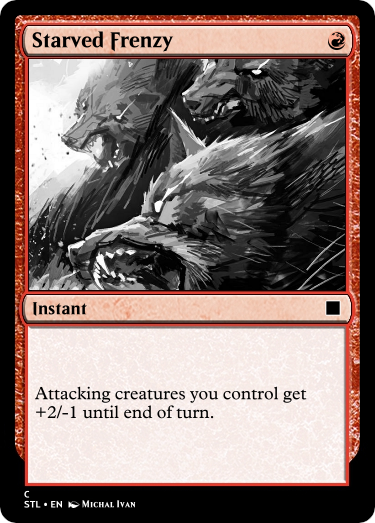 Starved Frenzy
Instant
Attacking creatures you control get
+2/-1 until end of turn.
C
STL • EN Michal Ivan